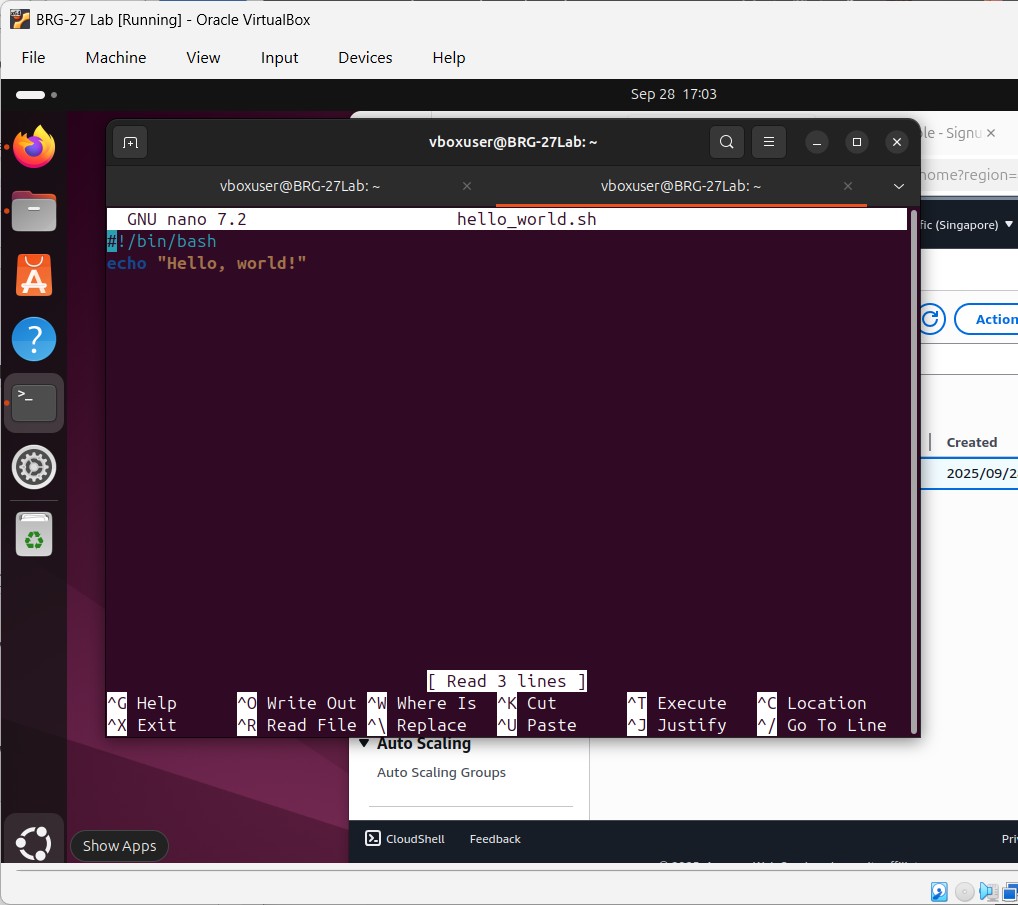 BRG-27 Lab [Running] - Oracle VirtualBox
File Machine View Input Devices Help
Sep 28 17:03
vboxuser@BRG-27Lab: ~
vboxuser@BRG-27Lab: ~ vboxuser@BRG-27Lab: ~
GNU nano 7.2 hello_world.sh
#!/bin/bash
echo "Hello, world!"
[ Read 3 lines ]
^G Help ^O Write Out ^W Where Is ^K Cut ^T Execute ^C Location
^X Exit ^R Read File ^\ Replace ^U Paste ^J Justify ^/ Go To Line
le - Signu
home?region=
fic (Singapore)
Action
Created
2025/09/2
Auto Scaling
Auto Scaling Groups
CloudShell Feedback Pri
Show Apps